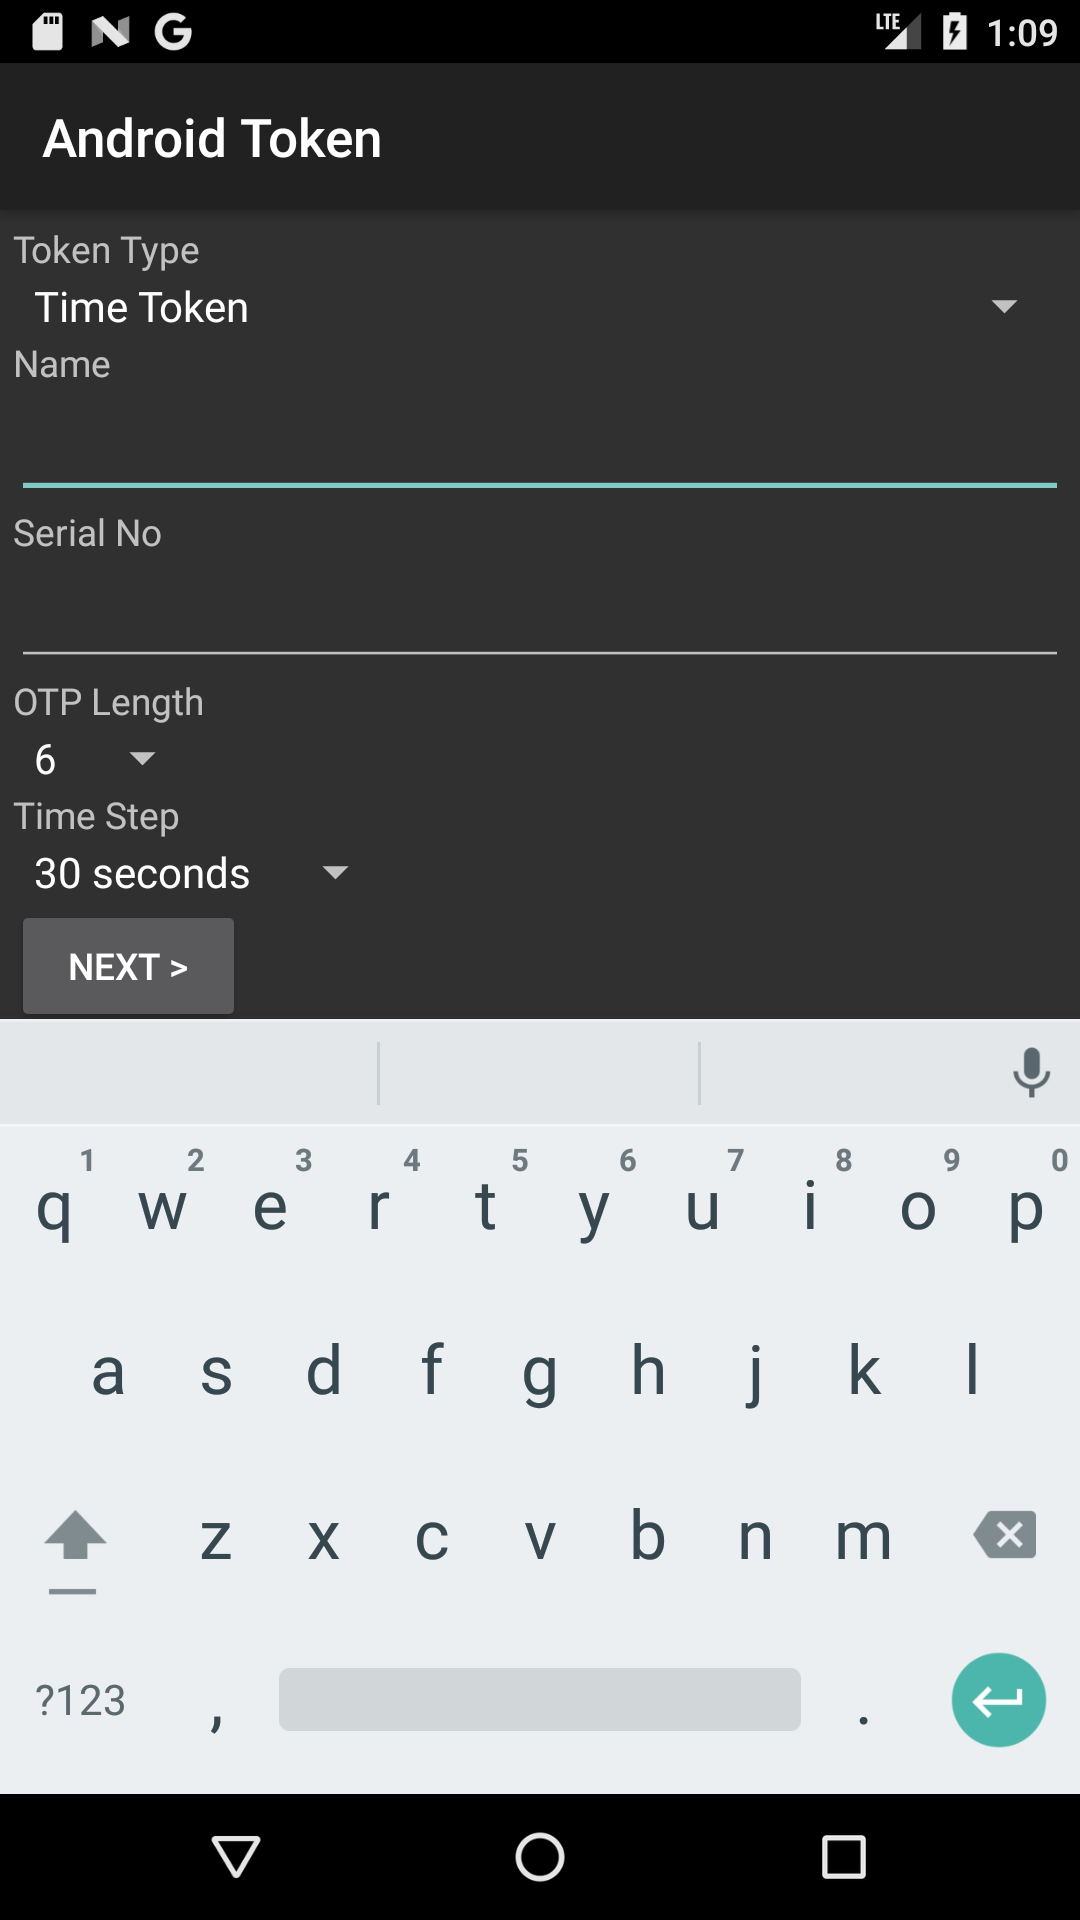 LTE 1:09
Android Token
Token Type
Time Token
Name
Serial No
OTP Length
6
Time Step
30 seconds
NEXT >
1 2 3 4 5 6 7 8 9 0
q w e r t y u i o p
a s d f g h j k l
z x c v b n m
?123 , .